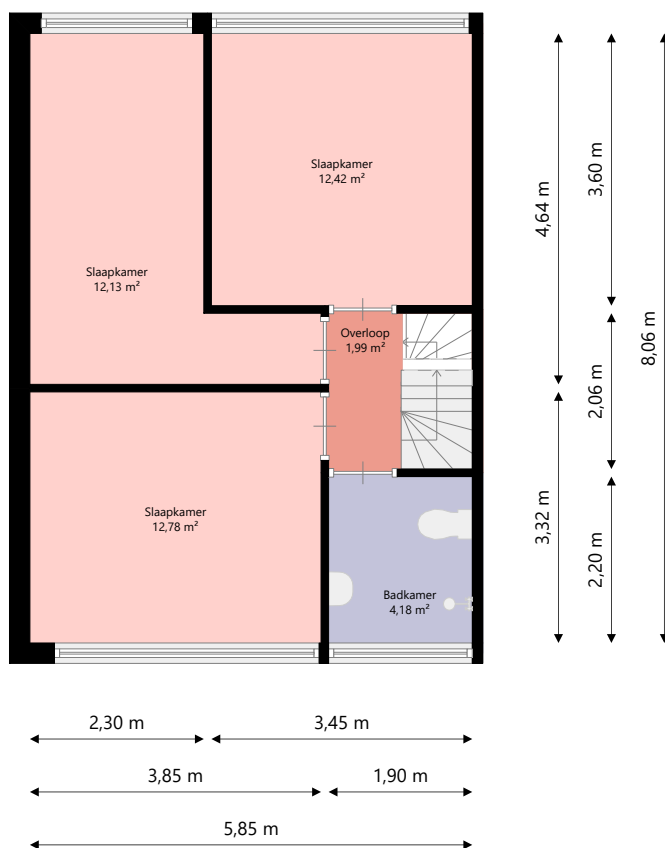 Slaapkamer
12,42 m²
Slaapkamer
12,13 m²
Overloop
1,99 m²
Slaapkamer
12,78 m²
Badkamer
4,18 m²
4,64 m
3,60 m
8,06 m
2,06 m
3,32 m
2,20 m
2,30 m
3,45 m
3,85 m
1,90 m
5,85 m